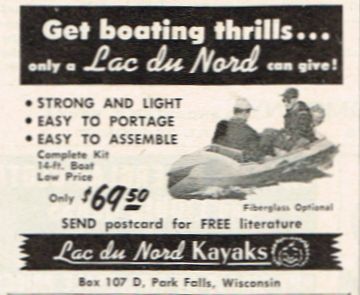 Get boating thrills...
only a Lac du Nord can give!
• STRONG AND LIGHT
• EASY TO PORTAGE
• EASY TO ASSEMBLE
Complete Kit
14-ft. Boat
Low Price
Only $69.50
Fiberglass Optional
SEND postcard for FREE literature
Lac du Nord Kayaks
Box 107 D, Park Falls, Wisconsin